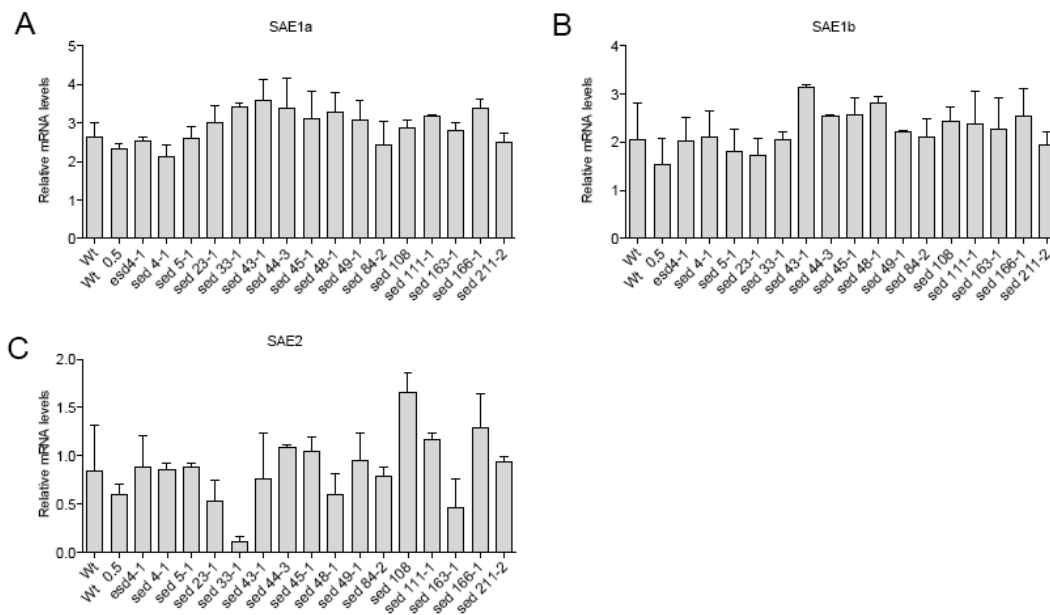 A
SAE1a
Relative mRNA levels
5
4
3
2
1
0
Wt
Wt 0.5
esd4-1
sed 4-1
sed 5-1
sed 23-1
sed 33-1
sed 43-1
sed 44-3
sed 45-1
sed 48-1
sed 49-1
sed 84-2
sed 108
sed 111-1
sed 163-1
sed 166-1
sed 211-2
B
SAE1b
Relative mRNA levels
4
3
2
1
0
Wt
Wt 0.5
esd4-1
sed 4-1
sed 5-1
sed 23-1
sed 33-1
sed 43-1
sed 44-3
sed 45-1
sed 48-1
sed 49-1
sed 84-2
sed 108
sed 111-1
sed 163-1
sed 166-1
sed 211-2
C
SAE2
Relative mRNA levels
2.0
1.5
1.0
0.5
0.0
Wt
Wt 0.5
esd4-1
sed 4-1
sed 5-1
sed 23-1
sed 33-1
sed 43-1
sed 44-3
sed 45-1
sed 48-1
sed 49-1
sed 84-2
sed 108
sed 111-1
sed 163-1
sed 166-1
sed 211-2